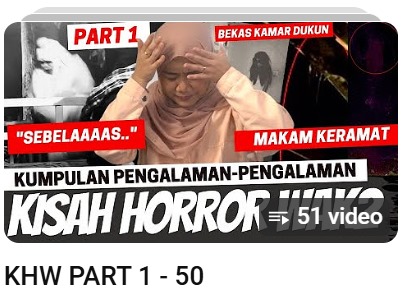 PART 1
BEKAS KAMAR DUKUN
"SEBELAAAAS.."
MAKAM KERAMAT
KUMPULAN PENGALAMAN-PENGALAMAN
KISAH HORROR WAK2
51 video
KHW PART 1 - 50